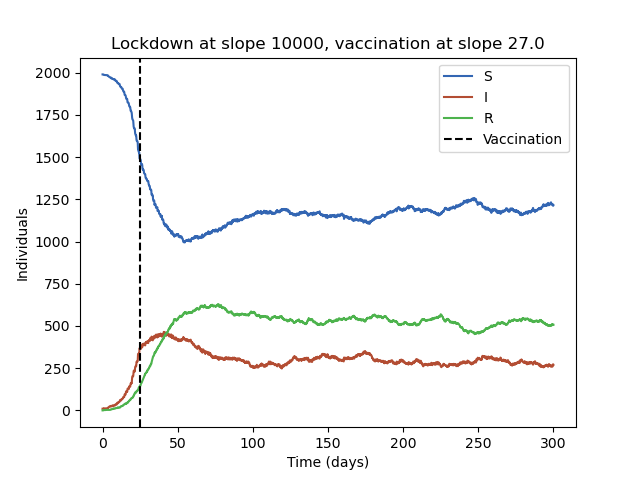 Lockdown at slope 10000, vaccination at slope 27.0
S
I
R
Vaccination
Individuals
2000
1750
1500
1250
1000
750
500
250
0
0 50 100 150 200 250 300
Time (days)